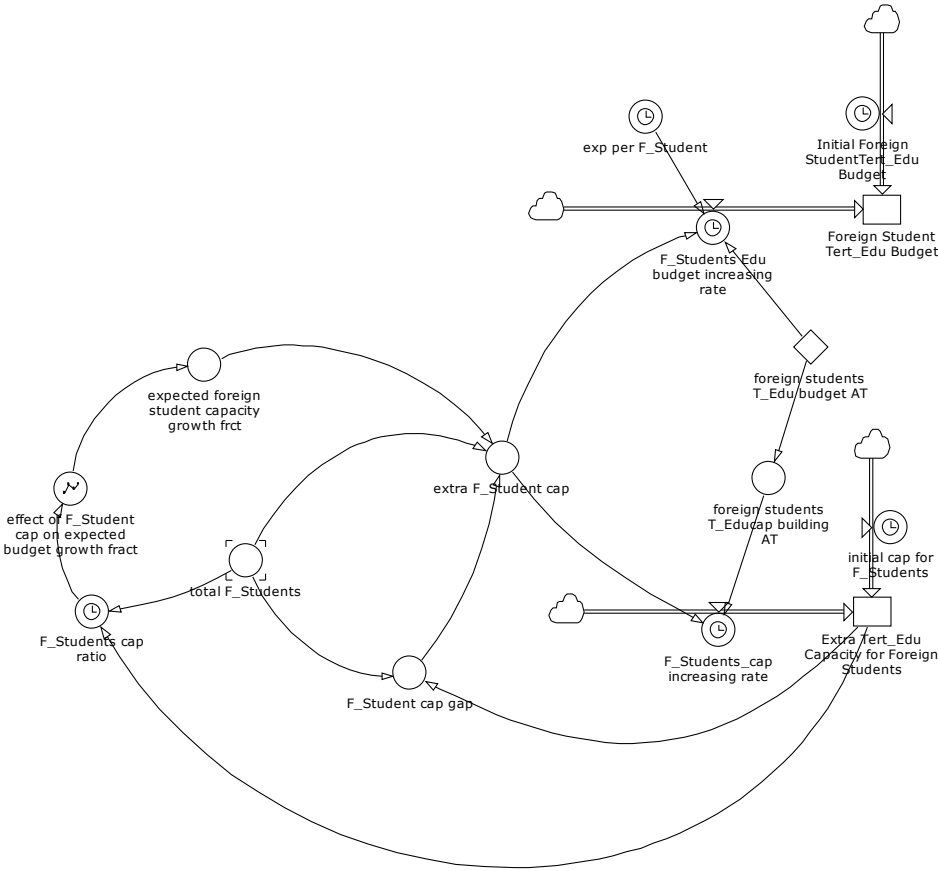 exp per F_Student
Initial Foreign
StudentTert_Edu
Budget
Foreign Student
Tert_Edu Budget
F_Students Edu
budget increasing
rate
foreign students
T_Edu budget AT
expected foreign
student capacity
growth frct
extra F_Student cap
effect of F_Student
cap on expected
budget growth fract
foreign students
T_Educap building
AT
initial cap for
F_Students
total F_Students
F_Students cap
ratio
F_Students_cap
increasing rate
Extra Tert_Edu
Capacity for Foreign
Students
F_Student cap gap